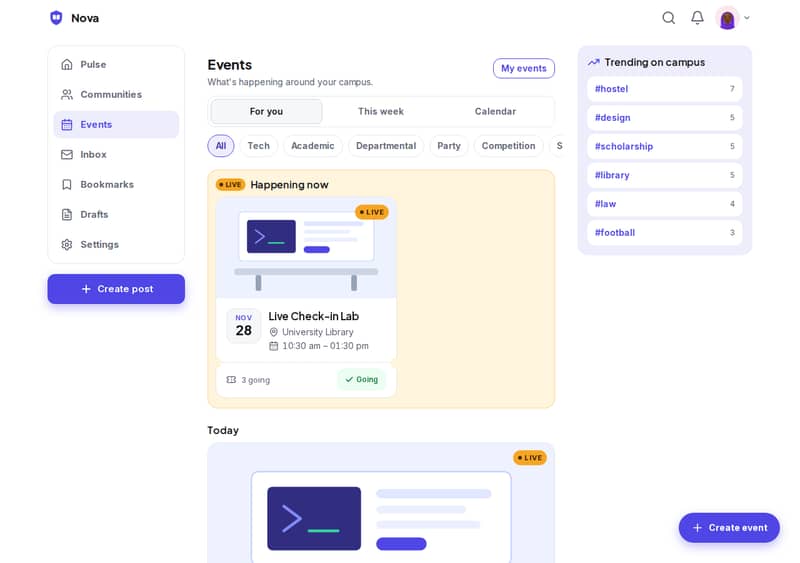 Nova
Pulse
Communities
Events
Inbox
Bookmarks
Drafts
Settings
Create post
Events
What's happening around your campus.
My events
For you
This week
Calendar
All
Tech
Academic
Departmental
Party
Competition
S
LIVE
Happening now
LIVE
NOV
28
Live Check-in Lab
University Library
10:30 am – 01:30 pm
3 going
Going
Today
LIVE
Trending on campus
#hostel 7
#design 5
#scholarship 5
#library 5
#law 4
#football 3
Create event